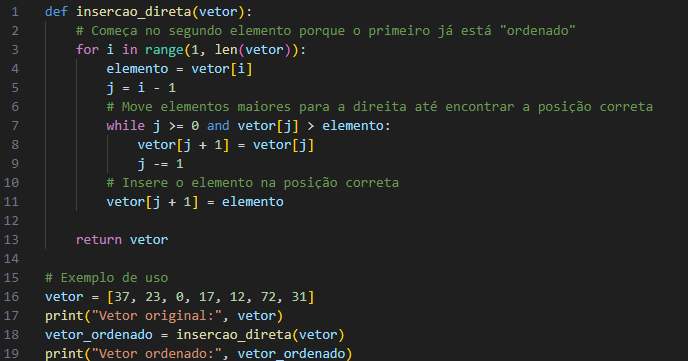 1 def insercao_direta(vetor):
2     # Começa no segundo elemento porque o primeiro já está "ordenado"
3     for i in range(1, len(vetor)):
4         elemento = vetor[i]
5         j = i - 1
6         # Move elementos maiores para a direita até encontrar a posição correta
7         while j >= 0 and vetor[j] > elemento:
8             vetor[j + 1] = vetor[j]
9             j -= 1
10         # Insere o elemento na posição correta
11         vetor[j + 1] = elemento
12
13     return vetor
14
15 # Exemplo de uso
16 vetor = [37, 23, 0, 17, 12, 72, 31]
17 print("Vetor original:", vetor)
18 vetor_ordenado = insercao_direta(vetor)
19 print("Vetor ordenado:", vetor_ordenado)